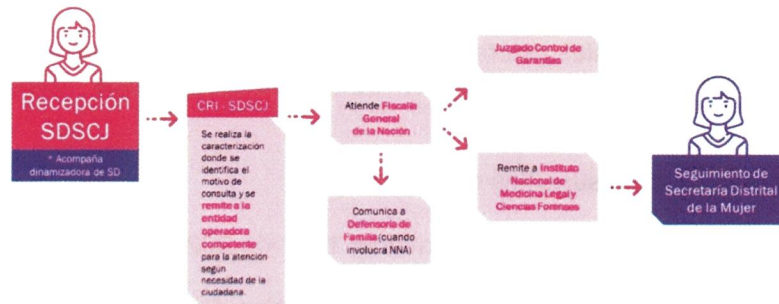 Recepción
SDSCJ
* Acompaña
dinamizadora de SD
CRI - SDSCJ
Se realiza la
caracterización
donde se
identifica el
motivo de
consulta y se
remite a la
entidad
operadora
competente
para la atención
según
necesidad de la
ciudadana.
Atiende Fiscalía
General
de la Nación
Comunica a
Defensoría de
Familia (cuando
involucra NNA)
Juzgado Control de
Garantías
Remite a Instituto
Nacional de
Medicina Legal y
Ciencias Forenses
Seguimiento de
Secretaría Distrital
de la Mujer